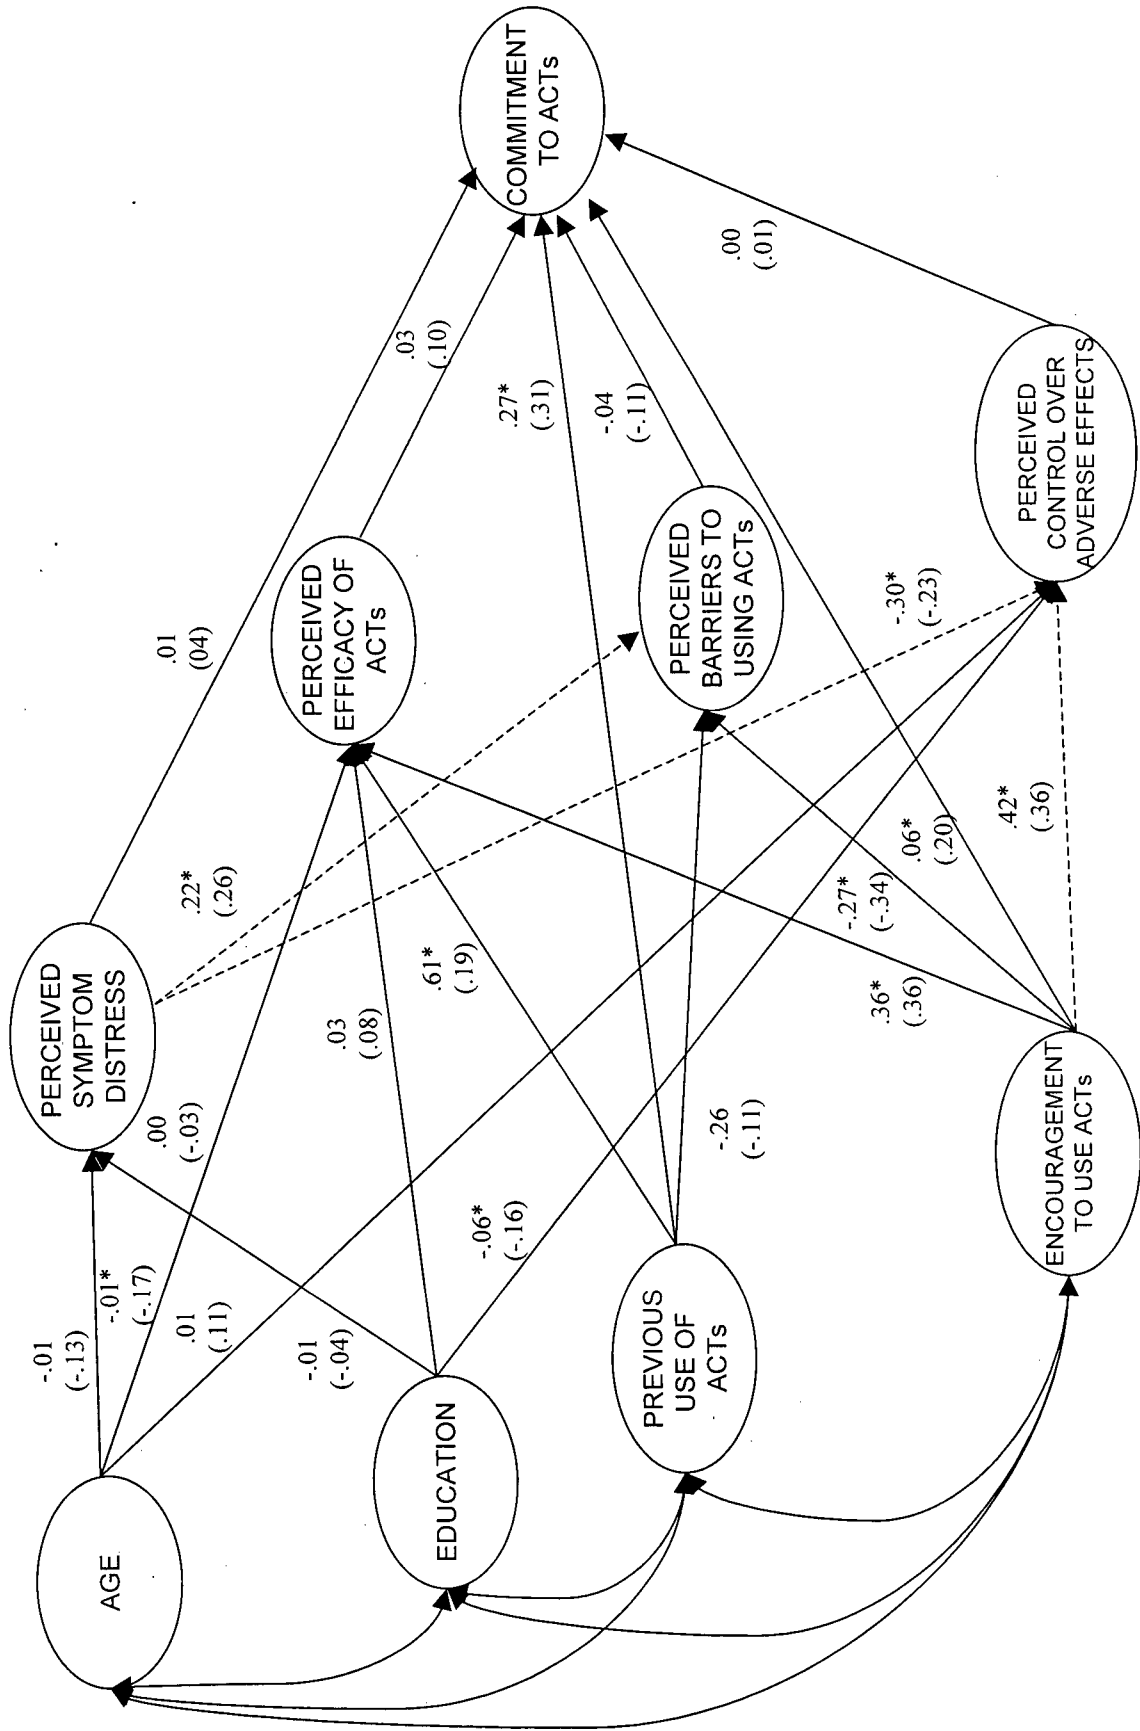 AGE
EDUCATION
PREVIOUS
USE OF
ACTs
ENCOURAGEMENT
TO USE ACTs
PERCEIVED
SYMPTOM
DISTRESS
PERCEIVED
EFFICACY OF
ACTs
PERCEIVED
BARRIERS TO
USING ACTs
PERCEIVED
CONTROL OVER
ADVERSE EFFECTS
COMMITMENT
TO ACTs
-.01
(-.13)
-.01*
(-.17)
.01
(.11)
-.01
(-.04)
.00
(-.03)
.03
(.08)
-.06*
(-.16)
.61*
(.19)
-.26
(-.11)
.22*
(.26)
.36*
(.36)
-.27*
(-.34)
.06*
(.20)
.42*
(.36)
-.30*
(-.23)
.01
(04)
.03
(.10)
.27*
(.31)
-.04
(-.11)
.00
(.01)